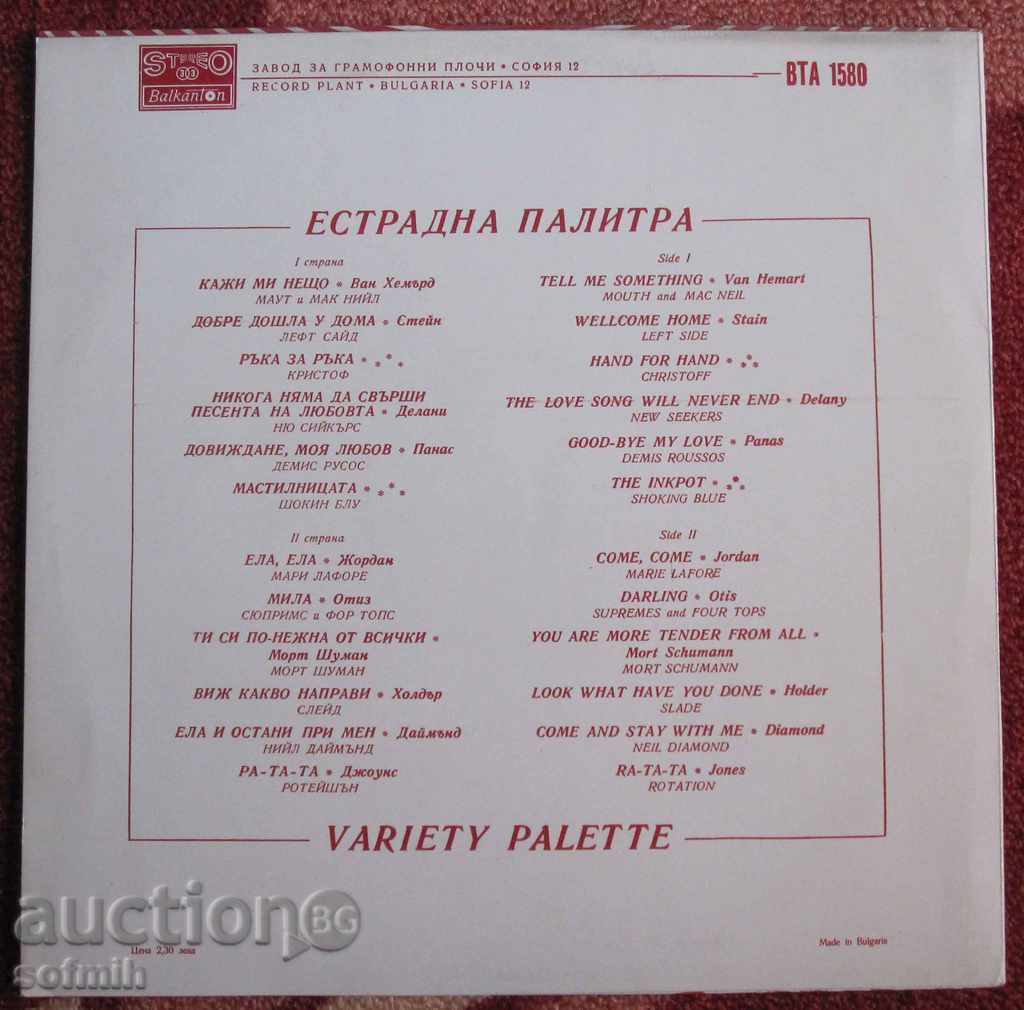 STEREO
33
Balkanton
ЗАВОД ЗА ГРАМОФОННИ ПЛОЧИ • СОФИЯ 12
RECORD PLANT • BULGARIA • SOFIA 12
ВТА 1580
ЕСТРАДНА ПАЛИТРА
I страна
КАЖИ МИ НЕЩО • Ван Хемърд
МАУТ и МАК НИЙЛ
ДОБРЕ ДОШЛА У ДОМА • Стейн
ЛЕФТ САЙД
РЪКА ЗА РЪКА • ***
КРИСТОФ
НИКОГА НЯМА ДА СВЪРШИ
ПЕСЕНТА НА ЛЮБОВТА • Делани
НЮ СИЙКЪРС
ДОВИЖДАНЕ, МОЯ ЛЮБОВ • Панас
ДЕМИС РУСОС
МАСТИЛНИЦАТА • ***
ШОКИН БЛУ
II страна
ЕЛА, ЕЛА • Жордан
МАРИ ЛАФОРЕ
МИЛА • Отиз
СЮПРИМС и ФОР ТОПС
ТИ СИ ПО-НЕЖНА ОТ ВСИЧКИ •
Морт Шуман
МОРТ ШУМАН
ВИЖ КАКВО НАПРАВИ • Холдър
СЛЕЙД
ЕЛА И ОСТАНИ ПРИ МЕН • Даймънд
НИЙЛ ДАЙМЪНД
РА-ТА-ТА • Джоунс
РОТЕЙШЪН
Side I
TELL ME SOMETHING • Van Hemart
MOUTH and MAC NEIL
WELLCOME HOME • Stain
LEFT SIDE
HAND FOR HAND • ***
CHRISTOFF
THE LOVE SONG WILL NEVER END • Delany
NEW SEEKERS
GOOD-BYE MY LOVE • Panas
DEMIS ROUSSOS
THE INKPOT • ***
SHOKING BLUE
Side II
COME, COME • Jordan
MARIE LAFORE
DARLING • Otis
SUPREMES and FOUR TOPS
YOU ARE MORE TENDER FROM ALL •
Mort Schumann
MORT SCHUMANN
LOOK WHAT HAVE YOU DONE • Holder
SLADE
COME AND STAY WITH ME • Diamond
NEIL DIAMOND
RA-TA-TA • Jones
ROTATION
VARIETY PALETTE
Цена 2,30 лева
Made in Bulgaria
auction BG
sofmih